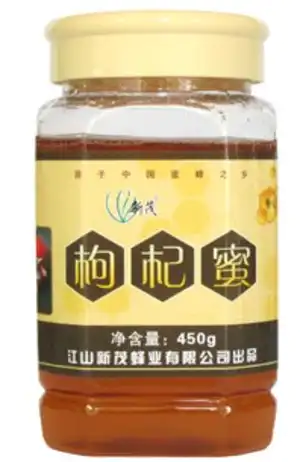 源于中国蜜蜂之乡
新茂
枸杞蜜
净含量：450g
江山新茂蜂业有限公司出品